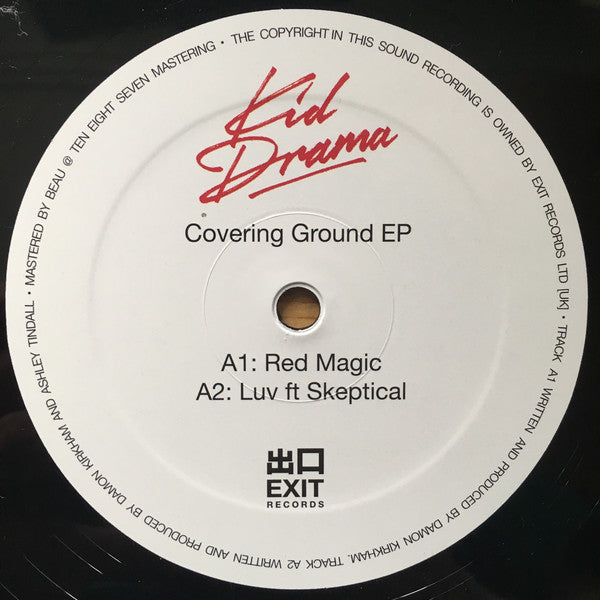 Kid
Drama
Covering Ground EP
A1: Red Magic
A2: Luv ft Skeptical
出口
EXIT
RECORDS
THE COPYRIGHT IN THIS SOUND RECORDING IS OWNED BY EXIT RECORDS LTD [UK] • TRACK A1 WRITTEN AND PRODUCED BY DAMON KIRKHAM. TRACK A2 WRITTEN AND PRODUCED BY DAMON KIRKHAM AND ASHLEY TINDALL • MASTERED BY BEAU @ TEN EIGHT SEVEN MASTERING •